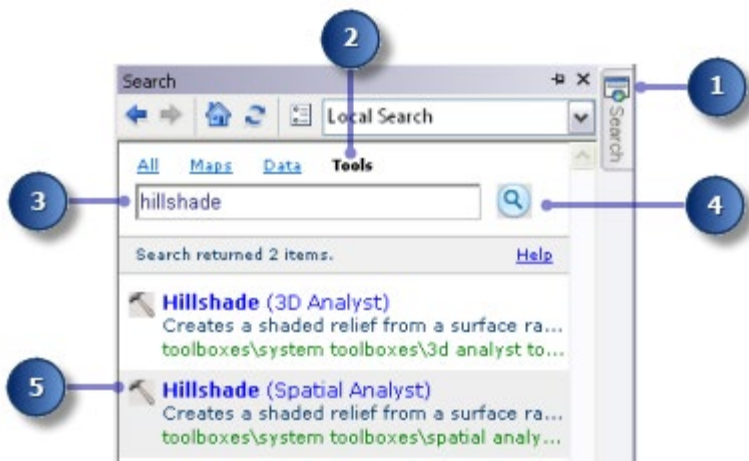 2
Search
1
Local Search
Search
All Maps Data Tools
3
hillshade
4
Search returned 2 items. Help
Hillshade (3D Analyst)
Creates a shaded relief from a surface ra...
toolboxes\system toolboxes\3d analyst to...
5
Hillshade (Spatial Analyst)
Creates a shaded relief from a surface ra...
toolboxes\system toolboxes\spatial analy...